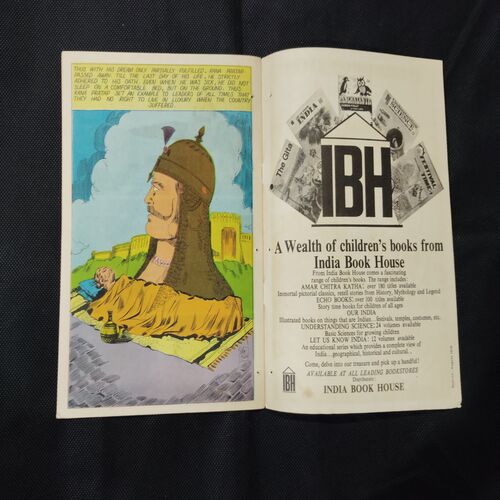 THUS, WITH HIS DREAM ONLY PARTIALLY FULFILLED, RANA PRATAP
PASSED AWAY. TILL THE LAST DAY OF HIS LIFE, HE STRICTLY
ADHERED TO HIS OATH. EVEN WHEN HE WAS SICK, HE DID NOT
SLEEP ON A COMFORTABLE BED, BUT ON THE GROUND. THUS
RANA PRATAP SET AN EXAMPLE TO LEADERS OF ALL TIMES THAT
THEY HAD NO RIGHT TO LIVE IN LUXURY WHEN THE COUNTRY
SUFFERED
INDIA
SCIENCE
The Gita
FESTIVAL
IBH
A Wealth of children's books from
India Book House
From India Book House comes a fascinating
range of children's books. The range includes:
AMAR CHITRA KATHA: over 180 titles available
Immortal pictorial classics, retell stories from History, Mythology and Legend
ECHO BOOKS: over 100 titles available
Story time books for children of all ages
OUR INDIA
Illustrated books on things that are Indian... festivals, temples, costumes, etc.
UNDERSTANDING SCIENCE: 24 volumes available
Basic Sciences for growing children
LET US KNOW INDIA: 12 volumes available
An educational series which provides a complete view of
India... geographical, historical and cultural...
Come, delve into our treasure and pick up a handful!
AVAILABLE AT ALL LEADING BOOKSTORES
Distributors:
INDIA BOOK HOUSE
IBH